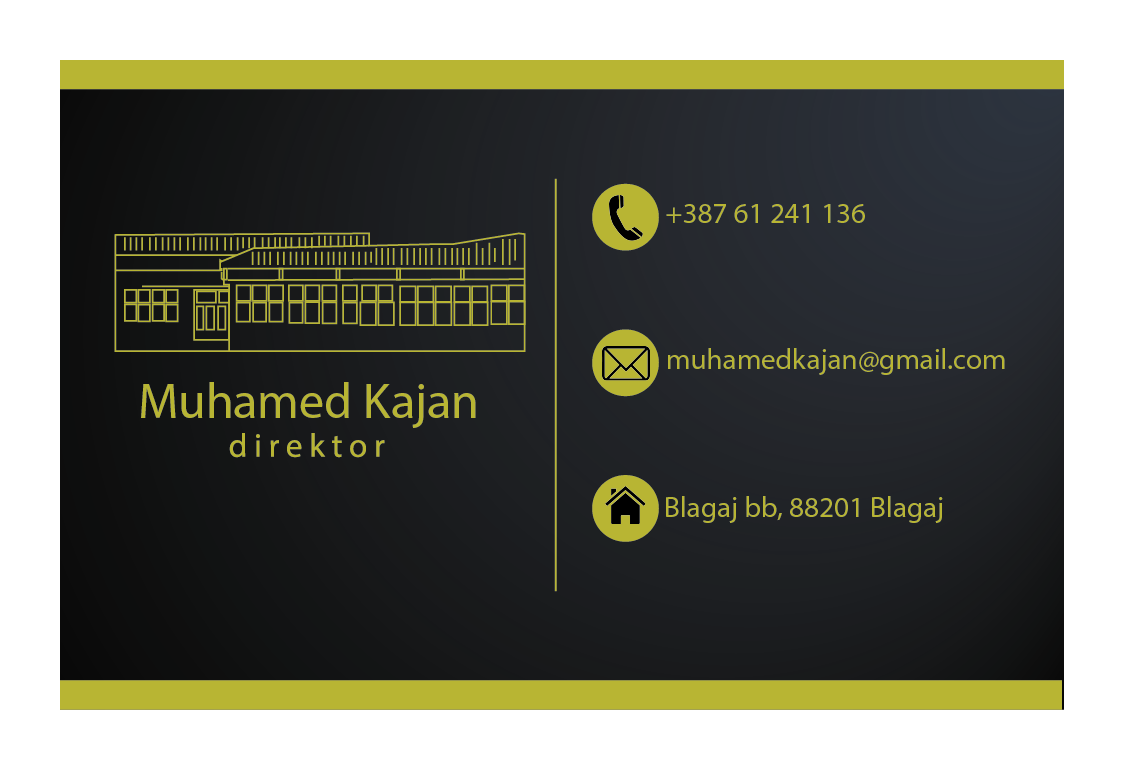 Muhamed Kajan
direktor
+387 61 241 136
muhamedkajan@gmail.com
Blagaj bb, 88201 Blagaj